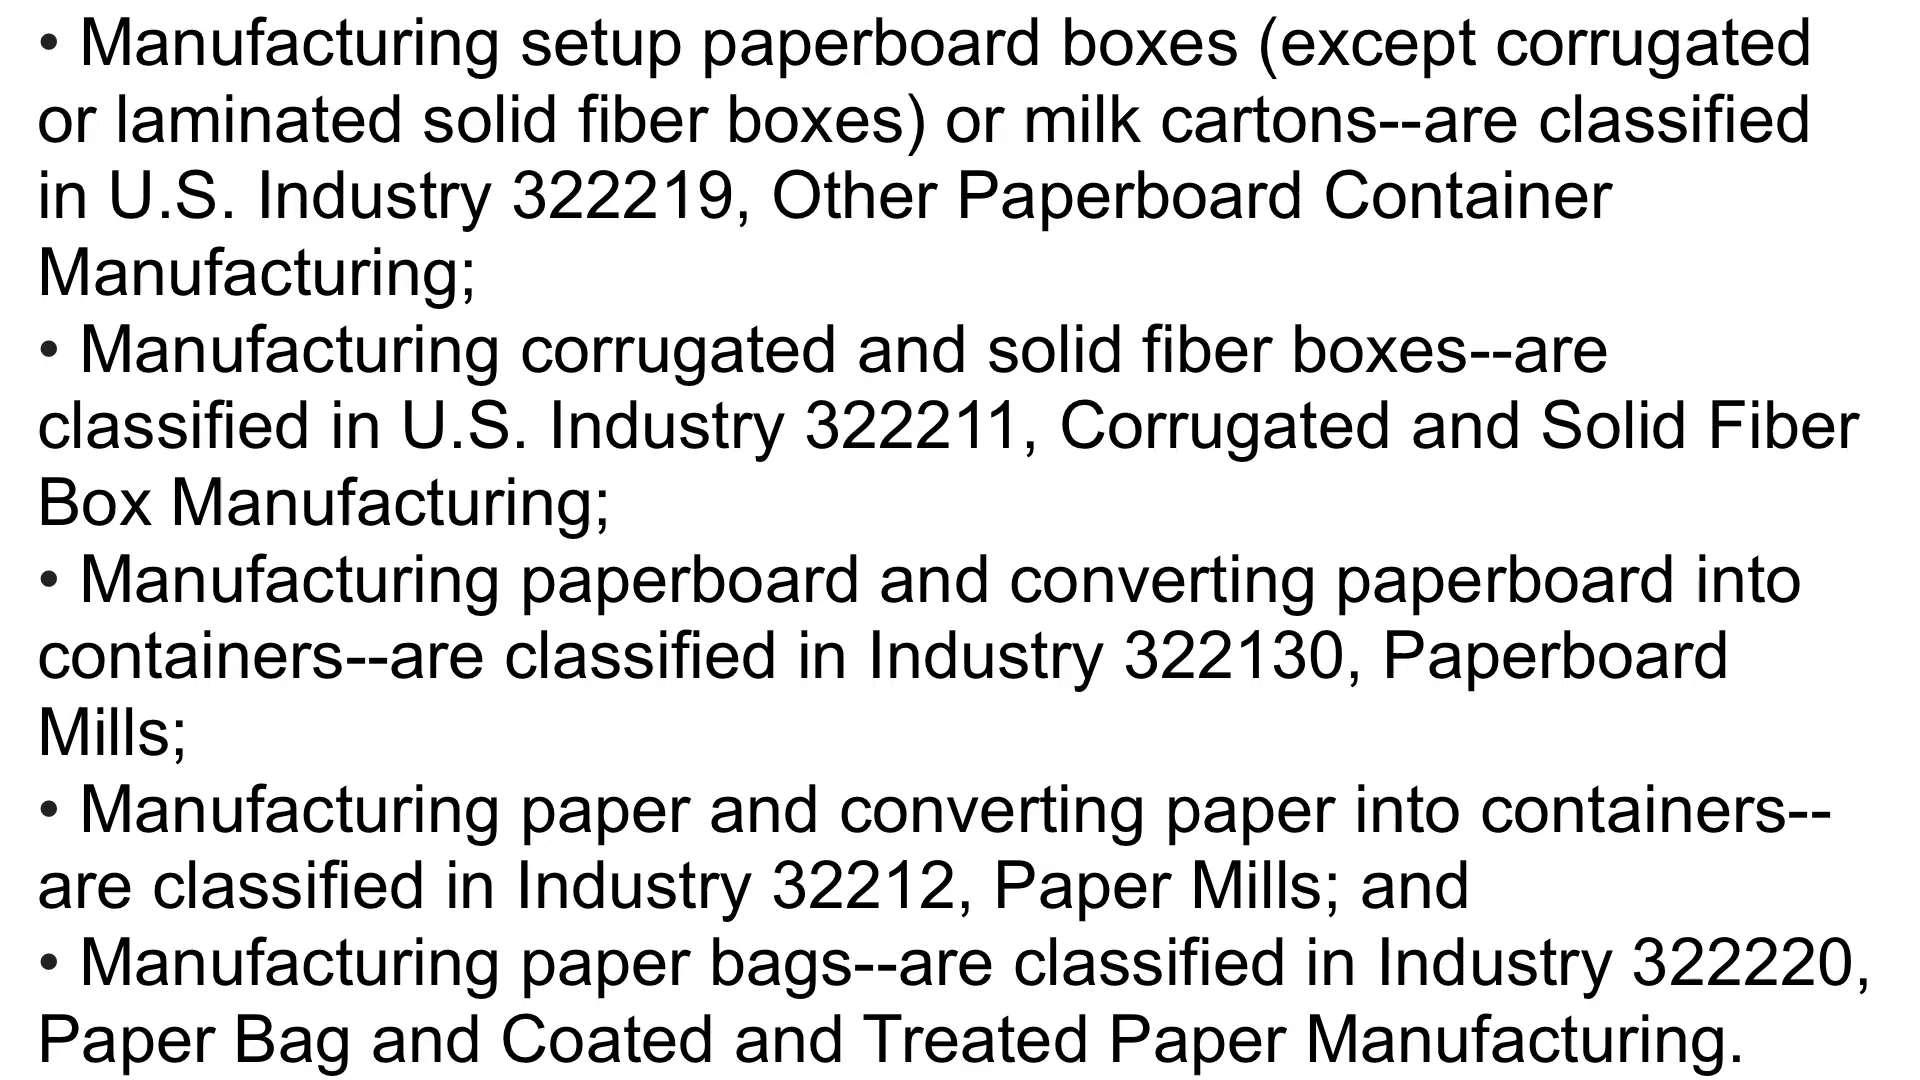 • Manufacturing setup paperboard boxes (except corrugated
or laminated solid fiber boxes) or milk cartons--are classified
in U.S. Industry 322219, Other Paperboard Container
Manufacturing;
• Manufacturing corrugated and solid fiber boxes--are
classified in U.S. Industry 322211, Corrugated and Solid Fiber
Box Manufacturing;
• Manufacturing paperboard and converting paperboard into
containers--are classified in Industry 322130, Paperboard
Mills;
• Manufacturing paper and converting paper into containers--
are classified in Industry 32212, Paper Mills; and
• Manufacturing paper bags--are classified in Industry 322220,
Paper Bag and Coated and Treated Paper Manufacturing.